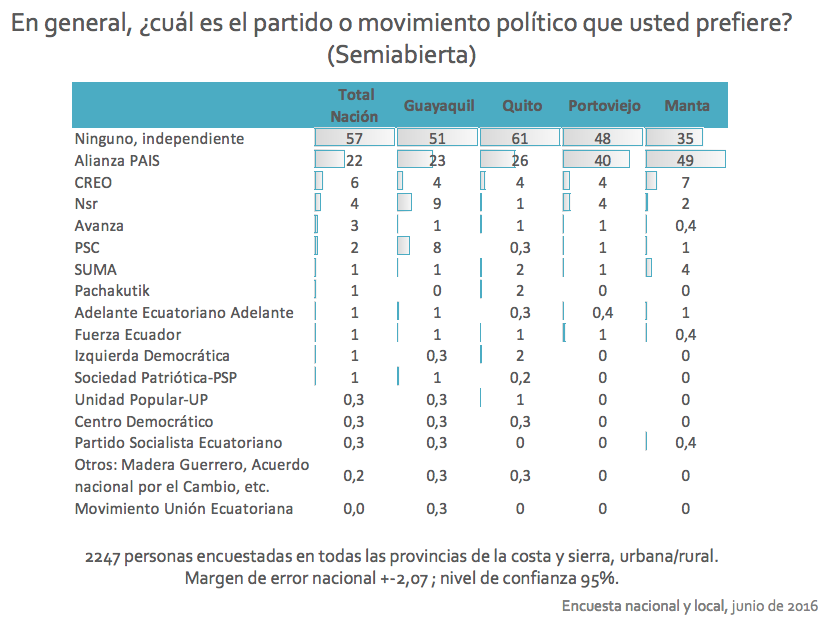 En general, ¿cuál es el partido o movimiento político que usted prefiere?
(Semiabierta)
Total Nación Guayaquil Quito Portoviejo Manta
Ninguno, independiente 57 51 61 48 35
Alianza PAIS 22 23 26 40 49
CREO 6 4 4 4 7
Nsr 4 9 1 4 2
Avanza 3 1 1 1 0,4
PSC 2 8 0,3 1 1
SUMA 1 1 2 1 4
Pachakutik 1 0 2 0 0
Adelante Ecuatoriano Adelante 1 1 0,3 0,4 1
Fuerza Ecuador 1 1 1 1 0,4
Izquierda Democrática 1 0,3 2 0 0
Sociedad Patriótica-PSP 1 1 0,2 0 0
Unidad Popular-UP 0,3 0,3 1 0 0
Centro Democrático 0,3 0,3 0,3 0 0
Partido Socialista Ecuatoriano 0,3 0,3 0 0 0,4
Otros: Madera Guerrero, Acuerdo
nacional por el Cambio, etc. 0,2 0,3 0,3 0 0
Movimiento Unión Ecuatoriana 0,0 0,3 0 0 0
2247 personas encuestadas en todas las provincias de la costa y sierra, urbana/rural.
Margen de error nacional +-2,07 ; nivel de confianza 95%.
Encuesta nacional y local, junio de 2016